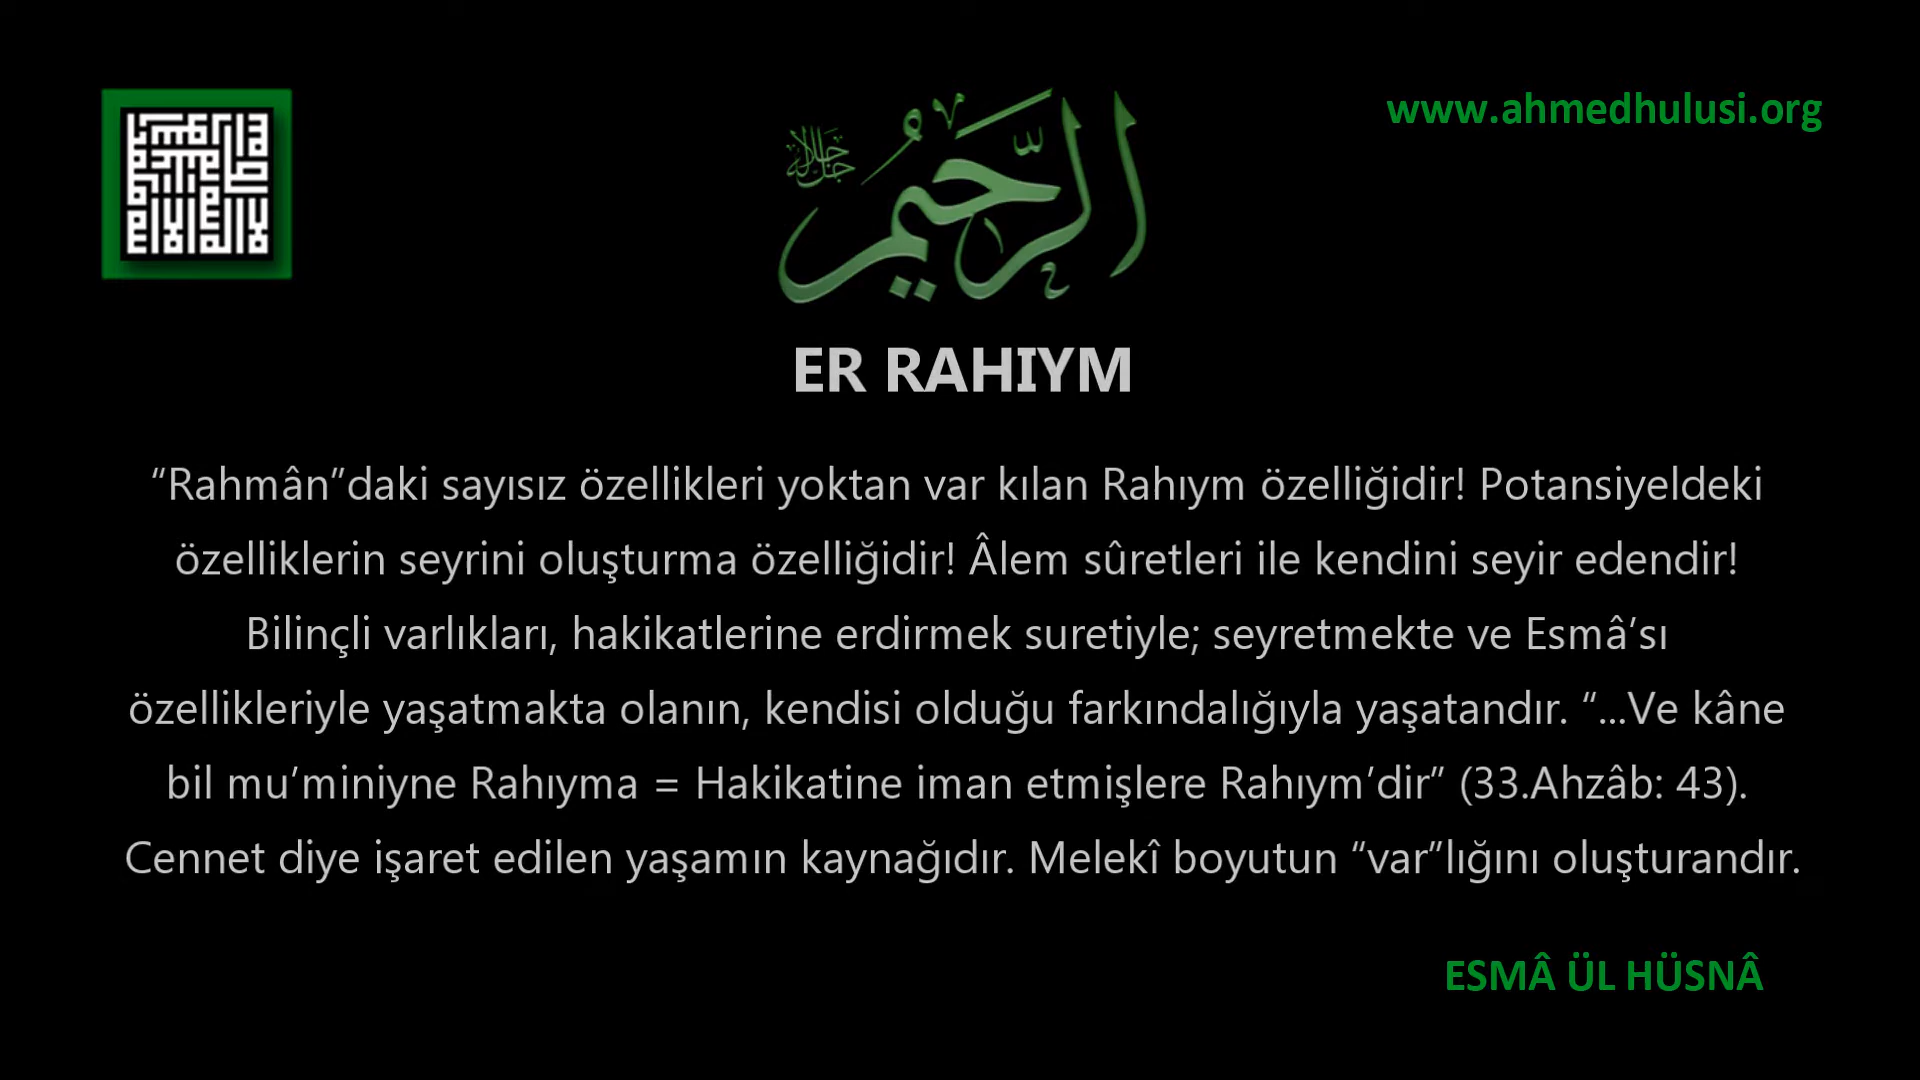 www.ahmedhulusi.org
الرَّحِيمُ
جل جلاله
ER RAHIYM
“Rahmân”daki sayısız özellikleri yoktan var kılan Rahıym özelliğidir! Potansiyeldeki
özelliklerin seyrini oluşturma özelliğidir! Âlem sûretleri ile kendini seyir edendir!
Bilinçli varlıkları, hakikatlerine erdirmek suretiyle; seyretmekte ve Esmâ’sı
özellikleriyle yaşatmakta olanın, kendisi olduğu farkındalığıyla yaşatandır. “...Ve kâne
bil mu’miniyne Rahıyma = Hakikatine iman etmişlere Rahıym’dir” (33.Ahzâb: 43).
Cennet diye işaret edilen yaşamın kaynağıdır. Melekî boyutun “var”lığını oluşturandır.
ESMÂ ÜL HÜSNÂ